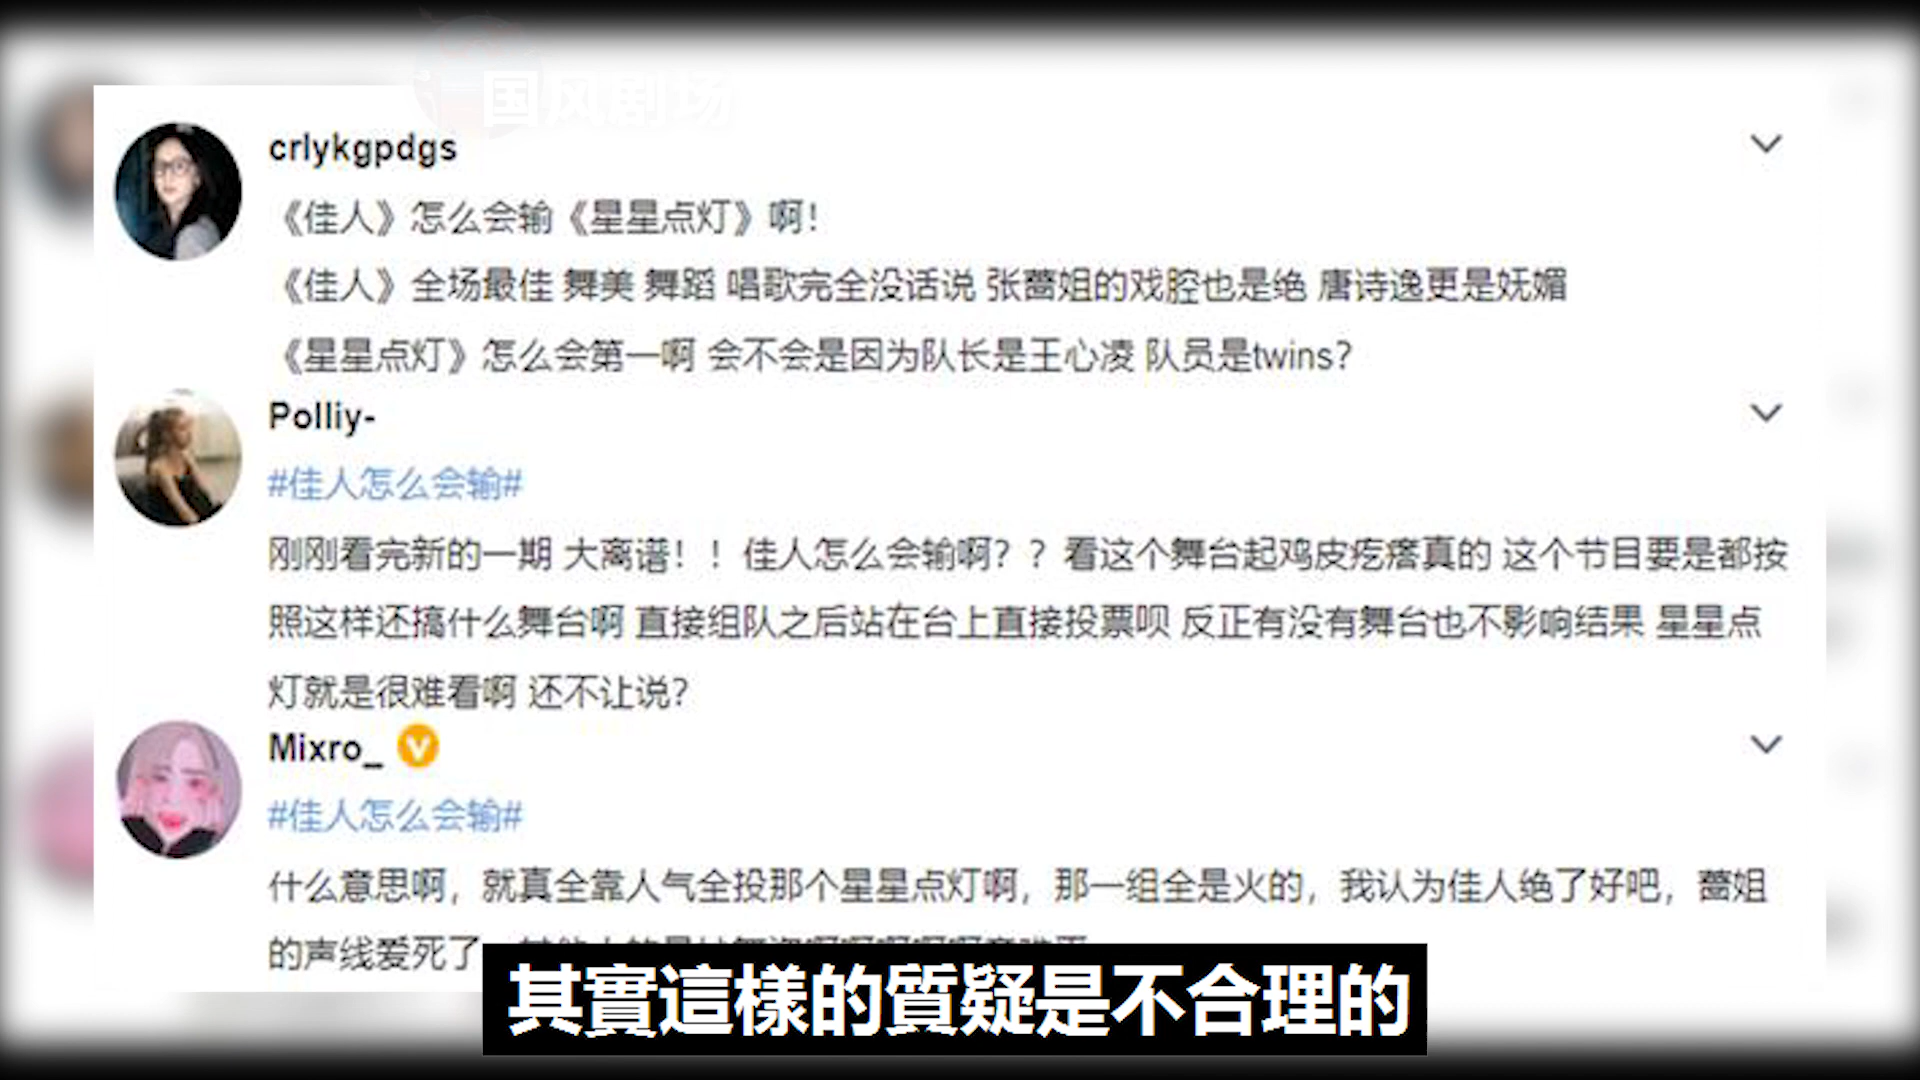 国风剧场
crlykgpdgs
《佳人》怎么会输《星星点灯》啊！
《佳人》全场最佳 舞美 舞蹈 唱歌完全没话说 张蔷姐的戏腔也是绝 唐诗逸更是妩媚
《星星点灯》怎么会第一啊 会不会是因为队长是王心凌 队员是twins？
Polliy-
#佳人怎么会输#
刚刚看完新的一期 大离谱！！佳人怎么会输啊？？看这个舞台起鸡皮疙瘩真的 这个节目要是都按
照这样还搞什么舞台啊 直接组队之后站在台上直接投票呗 反正有没有舞台也不影响结果 星星点
灯就是很难看啊 还不让说？
Mixro_
#佳人怎么会输#
什么意思啊，就真全靠人气全投那个星星点灯啊，那一组全是火的，我认为佳人绝了好吧，蔷姐
的声线爱死了
其實這樣的質疑是不合理的